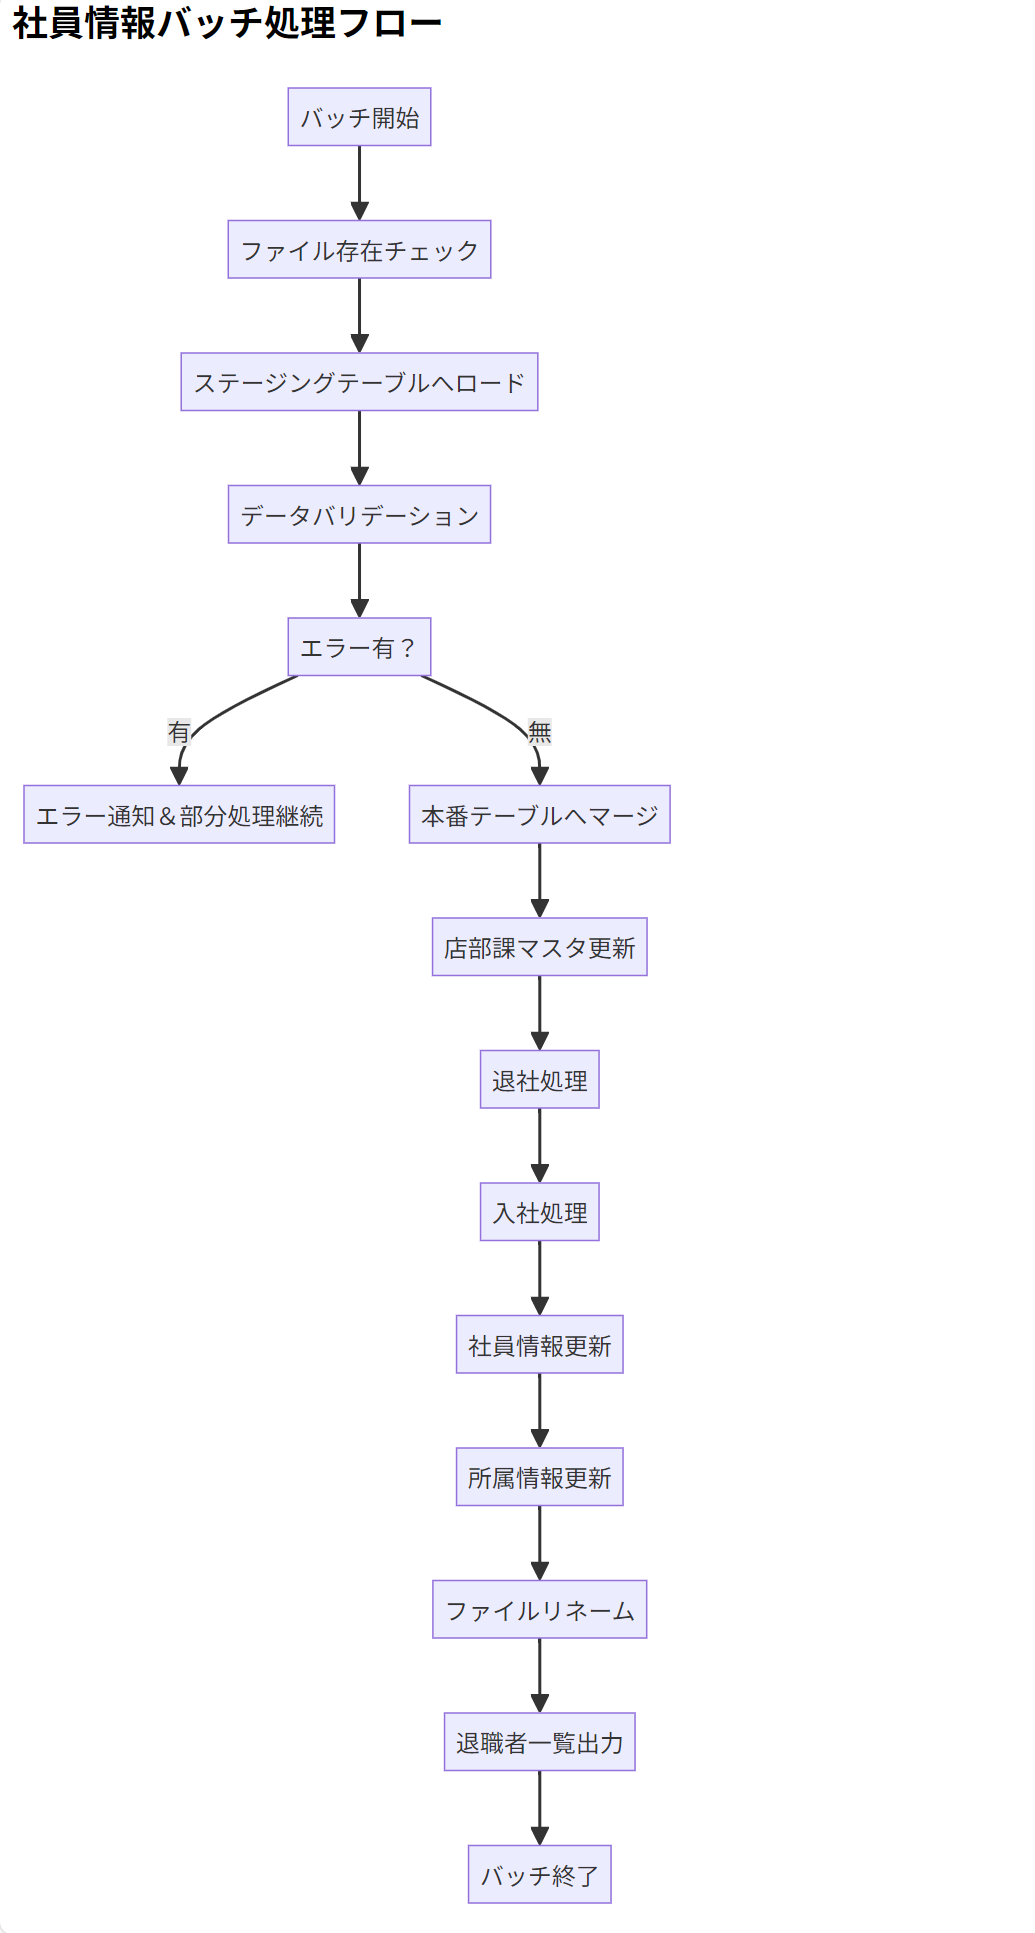 社員情報バッチ処理フロー
バッチ開始
ファイル存在チェック
ステージングテーブルへロード
データバリデーション
エラー有？
有
無
エラー通知＆部分処理継続
本番テーブルへマージ
店部課マスタ更新
退社処理
入社処理
社員情報更新
所属情報更新
ファイルリネーム
退職者一覧出力
バッチ終了